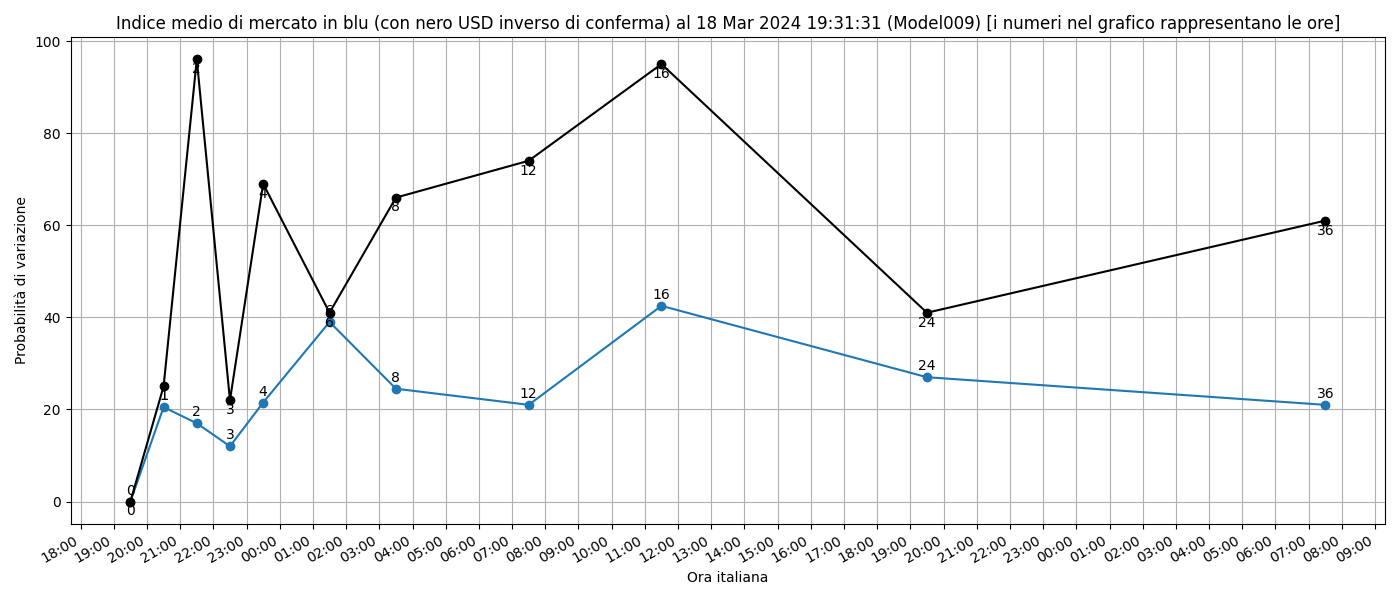 Indice medio di mercato in blu (con nero USD inverso di conferma) al 18 Mar 2024 19:31:31 (Model009) [i numeri nel grafico rappresentano le ore]
Probabilità di variazione
100
80
60
40
20
0
0 1 2 3 4 6 8 12 16 24 36
0 1 2 3 4 6 8 12 16 24 36
18:00 19:00 20:00 21:00 22:00 23:00 00:00 01:00 02:00 03:00 04:00 05:00 06:00 07:00 08:00 09:00 10:00 11:00 12:00 13:00 14:00 15:00 16:00 17:00 18:00 19:00 20:00 21:00 22:00 23:00 00:00 01:00 02:00 03:00 04:00 05:00 06:00 07:00 08:00 09:00
Ora italiana